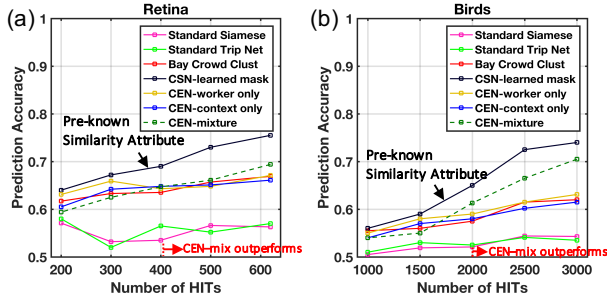 (a) Retina
Prediction Accuracy
1
0.9
0.8
0.7
0.6
0.5
Standard Siamese
Standard Trip Net
Bay Crowd Clust
CSN-learned mask
CEN-worker only
CEN-context only
CEN-mixture
Pre-known
Similarity Attribute
CEN-mix outperforms
200 300 400 500 600
Number of HITs
(b) Birds
Prediction Accuracy
1
0.9
0.8
0.7
0.6
0.5
Standard Siamese
Standard Trip Net
Bay Crowd Clust
CSN-learned mask
CEN-worker only
CEN-context only
CEN-mixture
Pre-known
Similarity Attribute
CEN-mix outperforms
1000 1500 2000 2500 3000
Number of HITs